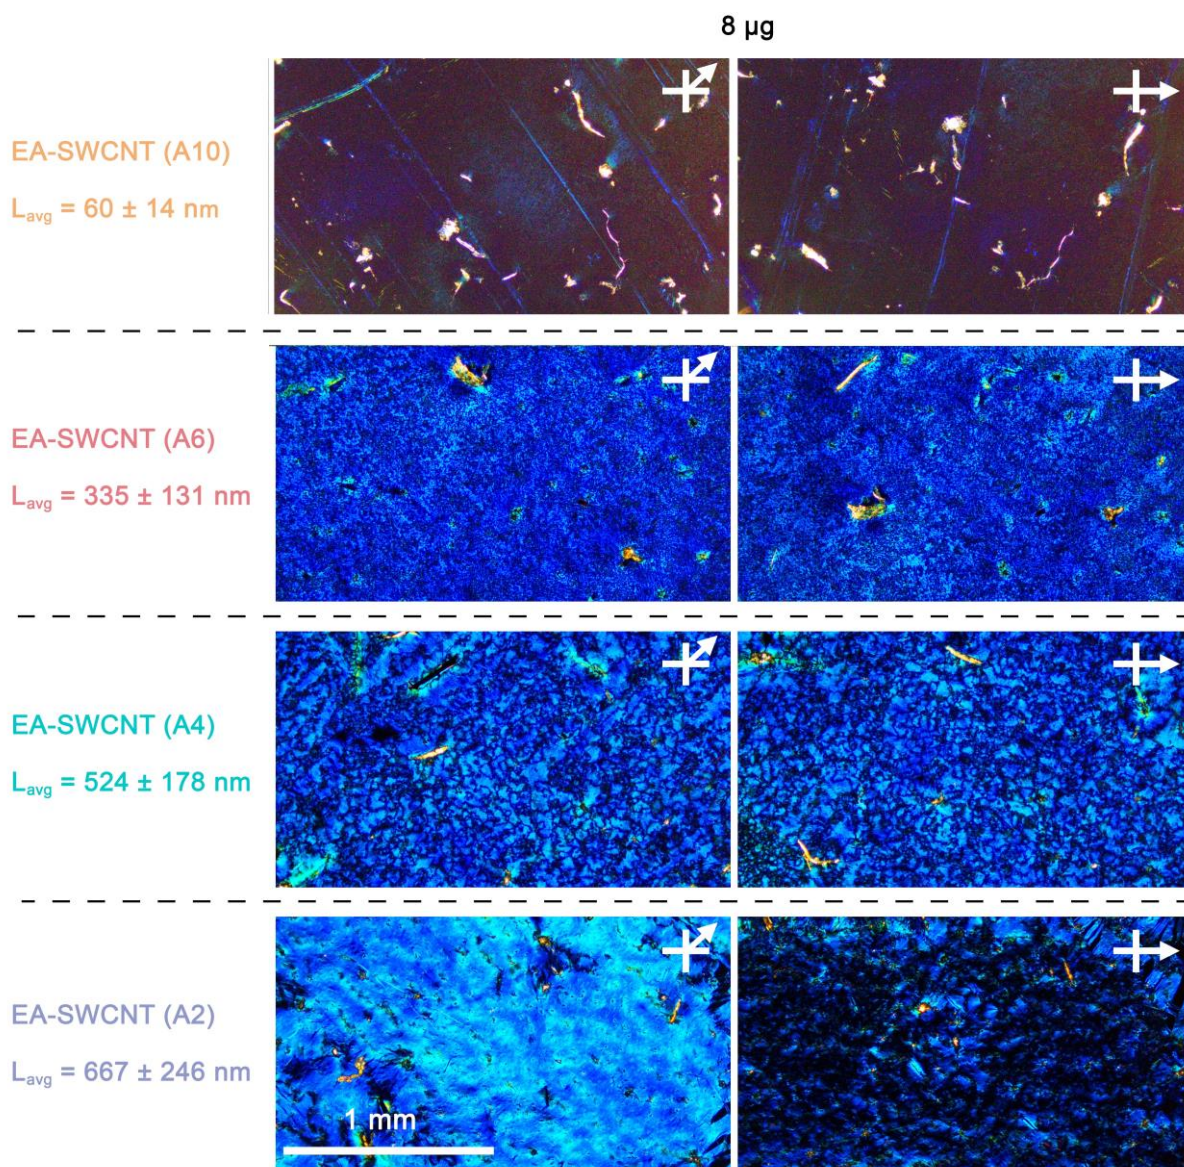 8 µg
EA-SWCNT (A10)
Lavg = 60 ± 14 nm
EA-SWCNT (A6)
Lavg = 335 ± 131 nm
EA-SWCNT (A4)
Lavg = 524 ± 178 nm
EA-SWCNT (A2)
Lavg = 667 ± 246 nm
1 mm